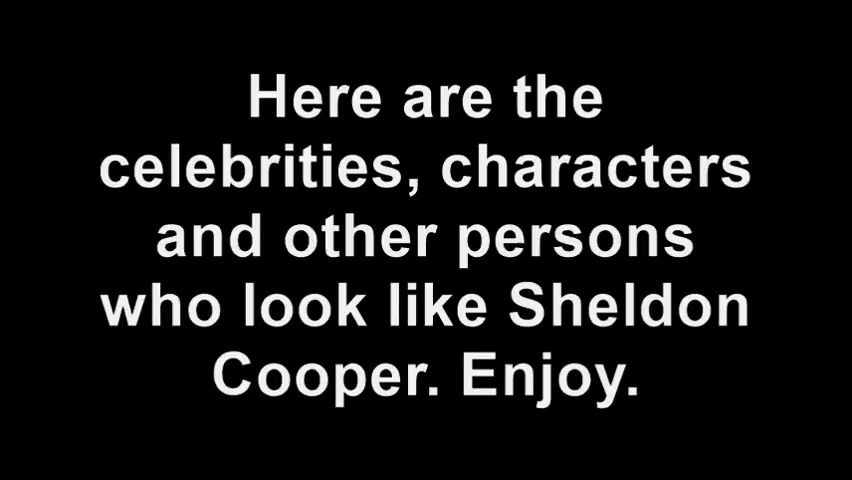 Here are the
celebrities, characters
and other persons
who look like Sheldon
Cooper. Enjoy.